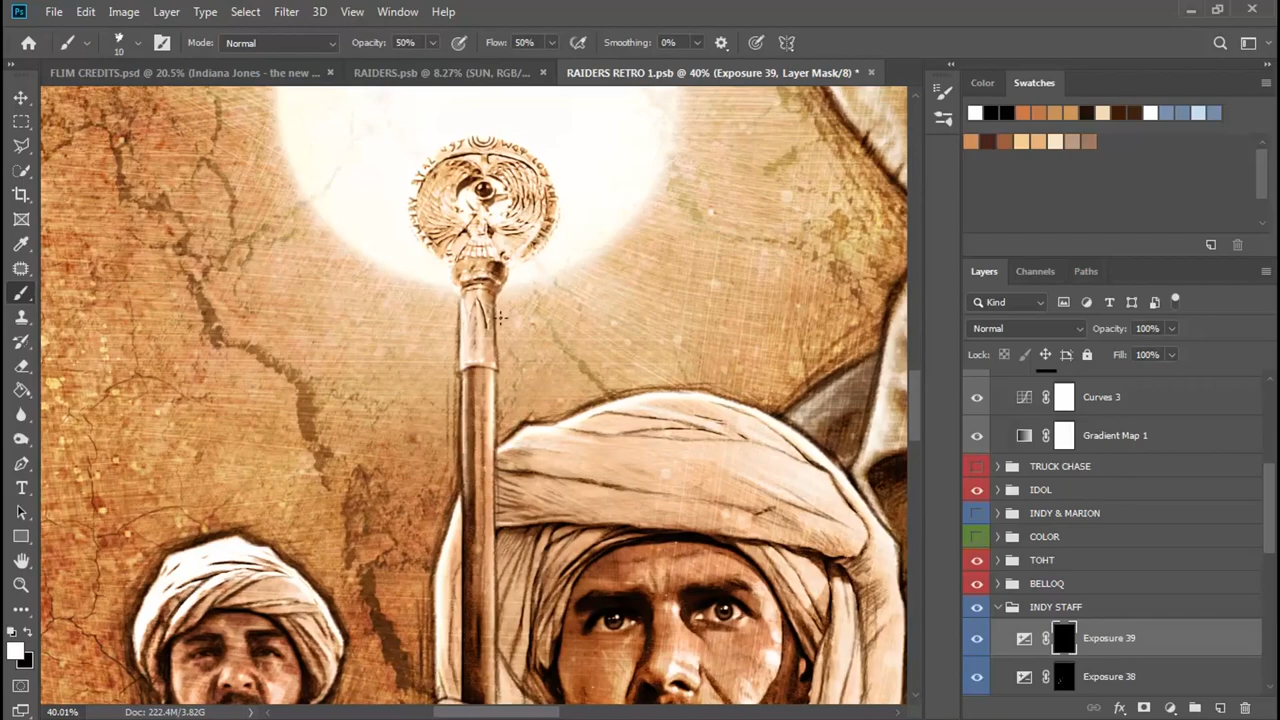 Ps File Edit Image Layer Type Select Filter 3D View Window Help
10 Mode: Normal Opacity: 50% Flow: 50% Smoothing: 0%
FLIM CREDITS.psd @ 20.5% (Indiana Jones - the new ... × RAIDERS.psb @ 8.27% (SUN, RGB/... × RAIDERS RETRO 1.psb @ 40% (Exposure 39, Layer Mask/8) * ×
Color Swatches
Layers Channels Paths
Kind
Normal Opacity: 100%
Lock: Fill: 100%
Curves 3
Gradient Map 1
TRUCK CHASE
IDOL
INDY & MARION
COLOR
TOHT
BELLOQ
INDY STAFF
Exposure 39
Exposure 38
40.01% Doc: 222.4M/3.82G